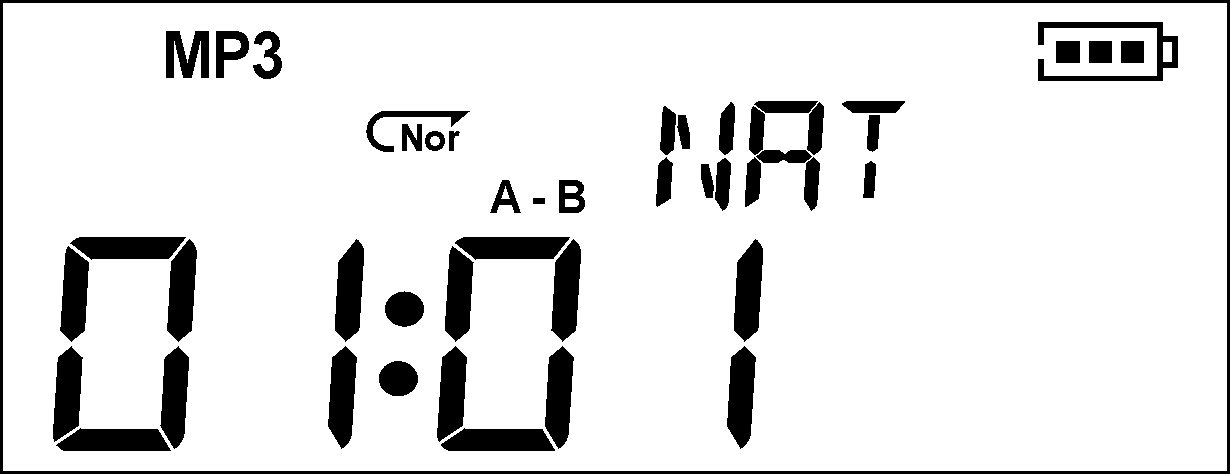 MP3
Nor
NAT
A - B
01:01